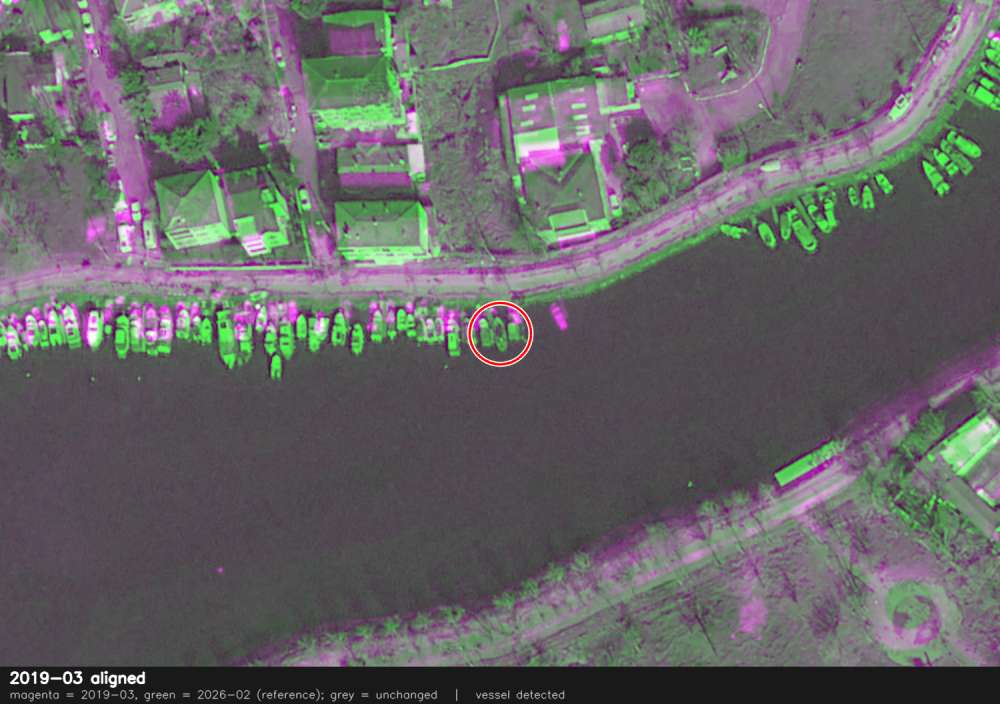 2019-03 aligned
magenta = 2019-03, green = 2026-02 (reference); grey = unchanged | vessel detected